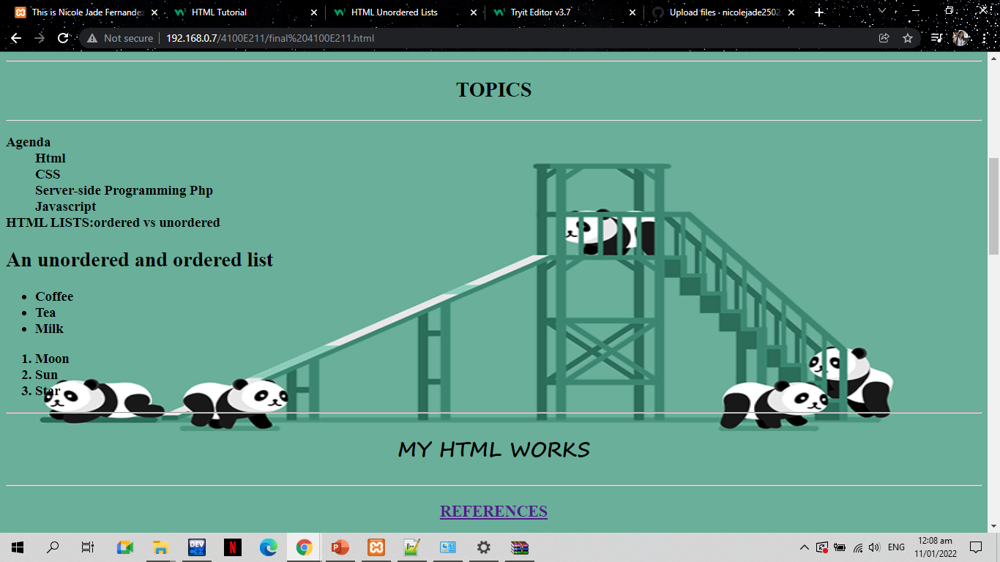 This is Nicole Jade Fernandez
HTML Tutorial
HTML Unordered Lists
Tryit Editor v3.7
Upload files · nicolejade2502
Not secure
192.168.0.7/4100E211/final%204100E211.html
TOPICS
Agenda
Html
CSS
Server-side Programming Php
Javascript
HTML LISTS:ordered vs unordered
An unordered and ordered list
• Coffee
• Tea
• Milk
1. Moon
2. Sun
3. Star
MY HTML WORKS
REFERENCES
DEV
N
ENG
12:08 am
11/01/2022